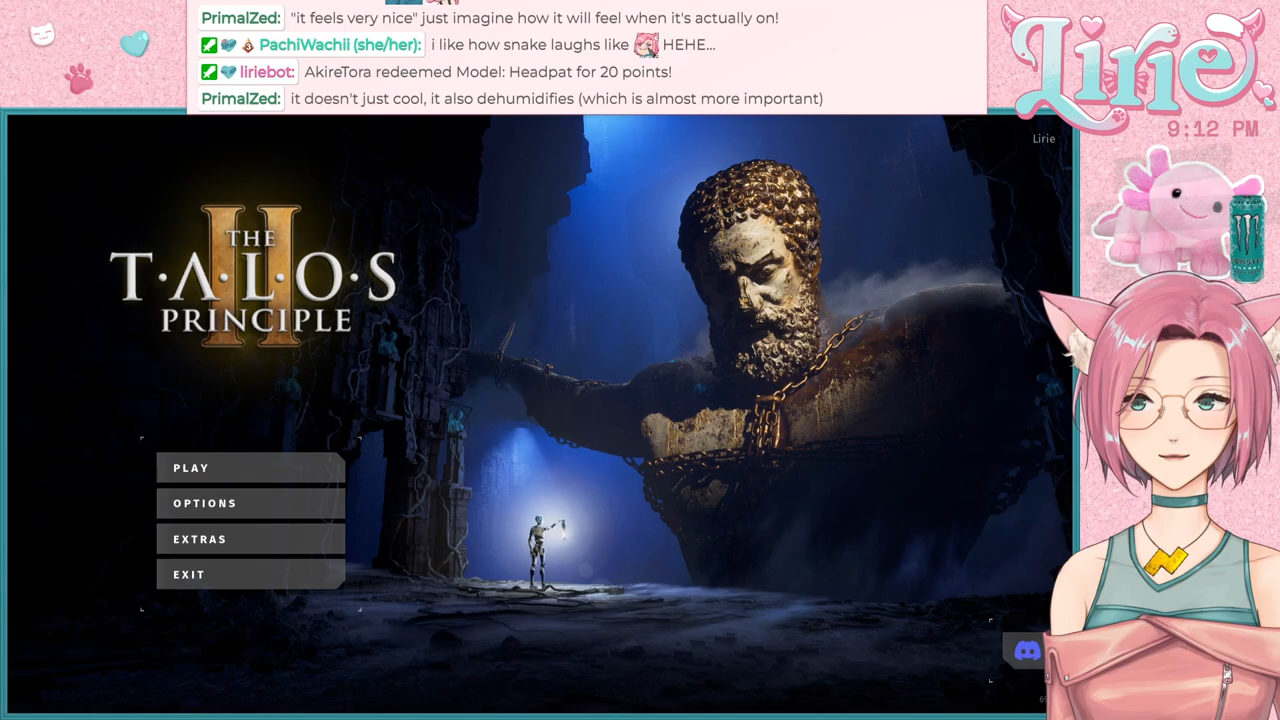 PrimalZed: "it feels very nice" just imagine how it will feel when it's actually on!
PachiWachii (she/her): i like how snake laughs like HEHE...
liriebot: AkireTora redeemed Model: Headpat for 20 points!
PrimalZed: it doesn't just cool, it also dehumidifies (which is almost more important)
Lirie
9:12 PM
Lirie
THE
T·A·L·O·S
II
PRINCIPLE
PLAY
OPTIONS
EXTRAS
EXIT